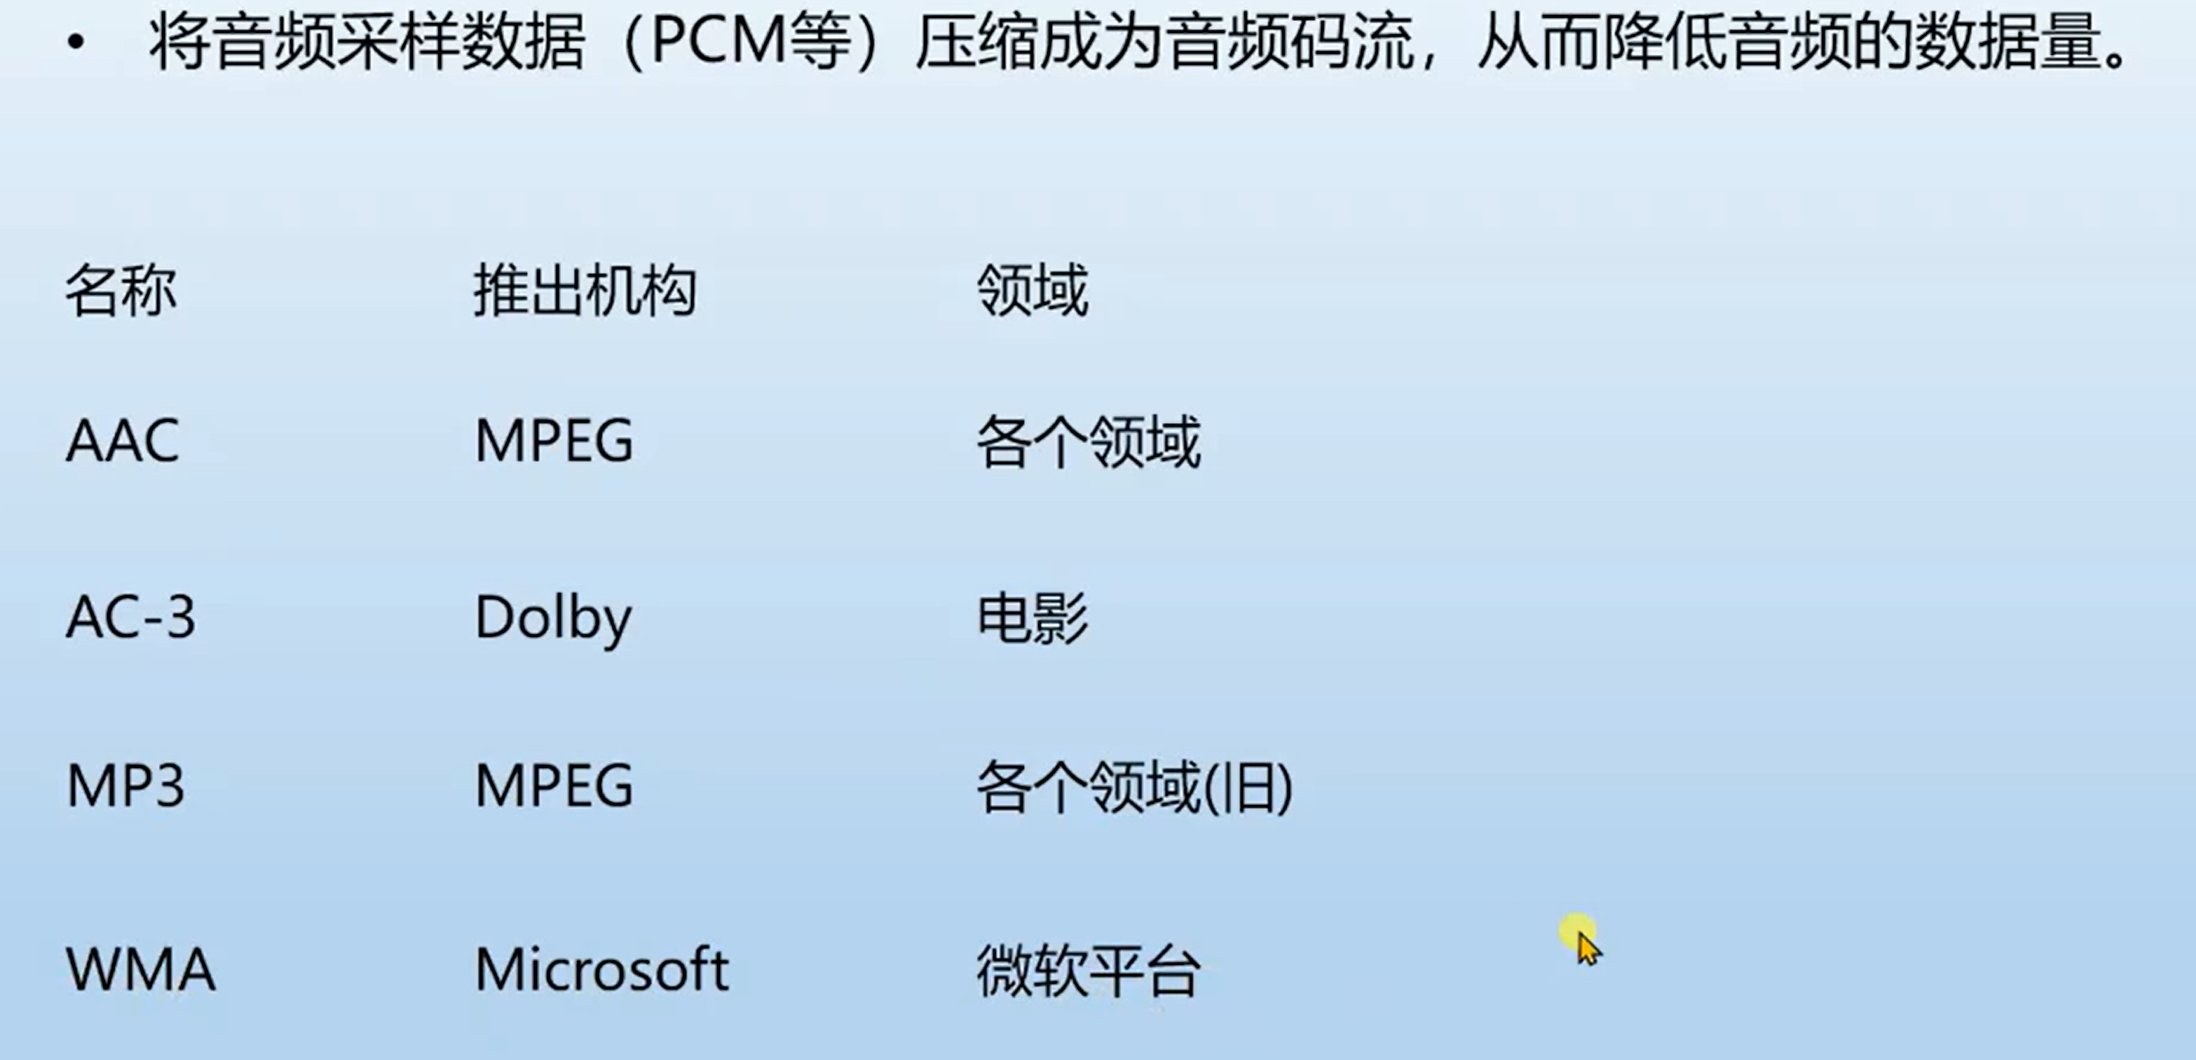 • 将音频采样数据（PCM等）压缩成为音频码流，从而降低音频的数据量。
名称 推出机构 领域
AAC MPEG 各个领域
AC-3 Dolby 电影
MP3 MPEG 各个领域(旧)
WMA Microsoft 微软平台